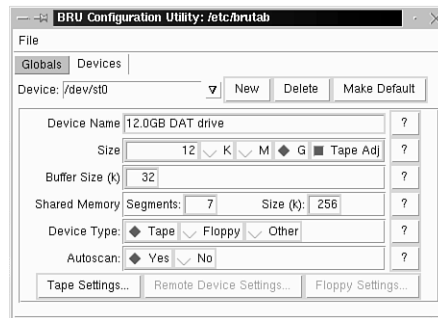 BRU Configuration Utility: /etc/brutab
File
Globals Devices
Device: /dev/st0 New Delete Make Default
Device Name 12.0GB DAT drive ?
Size 12 K M G Tape Adj ?
Buffer Size (k) 32 ?
Shared Memory Segments: 7 Size (k): 256 ?
Device Type: Tape Floppy Other ?
Autoscan: Yes No ?
Tape Settings... Remote Device Settings... Floppy Settings...